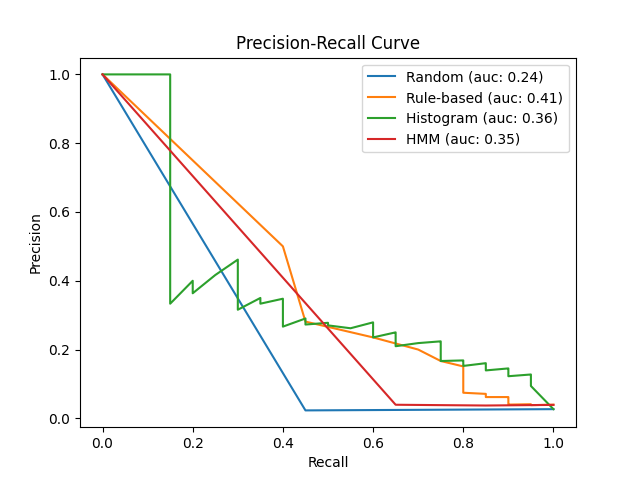 Precision-Recall Curve
Random (auc: 0.24)
Rule-based (auc: 0.41)
Histogram (auc: 0.36)
HMM (auc: 0.35)
Precision
1.0
0.8
0.6
0.4
0.2
0.0
0.0 0.2 0.4 0.6 0.8 1.0
Recall